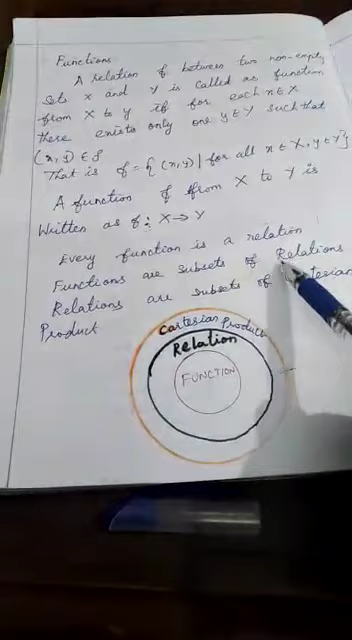 Functions
A relation f between two non-empty
sets X and Y is called as function
from X to Y if for each x ∈ X
there exists only one y ∈ Y such that
(x, y) ∈ f
That is f = { (x, y) | for all x ∈ X, y ∈ Y }
A function f from X to Y is
Written as f: X → Y
Every function is a relation
Functions are subsets of Relations
Relations are subsets of Cartesian
Product
Cartesian Product
Relation
FUNCTION